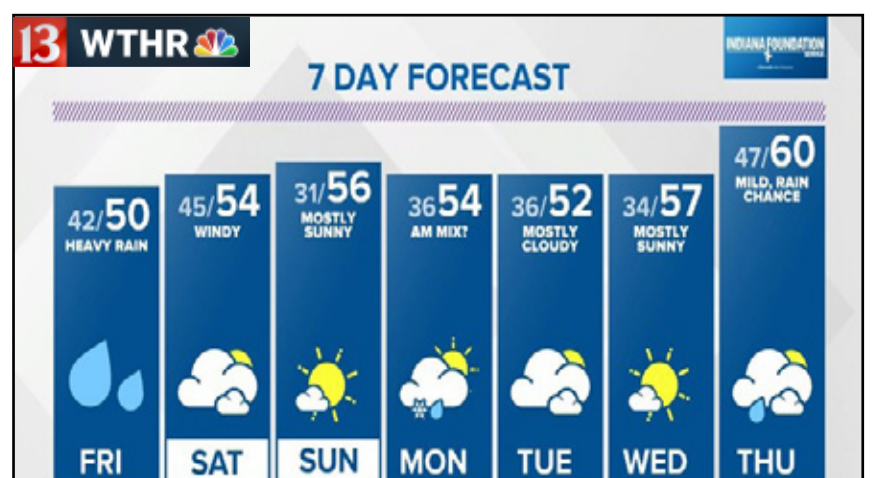 13 WTHR
INDIANA FOUNDATION
SERVICE
7 DAY FORECAST
42/50
HEAVY RAIN
FRI
45/54
WINDY
SAT
31/56
MOSTLY
SUNNY
SUN
3654
AM MIX?
MON
36/52
MOSTLY
CLOUDY
TUE
34/57
MOSTLY
SUNNY
WED
47/60
MILD, RAIN
CHANCE
THU